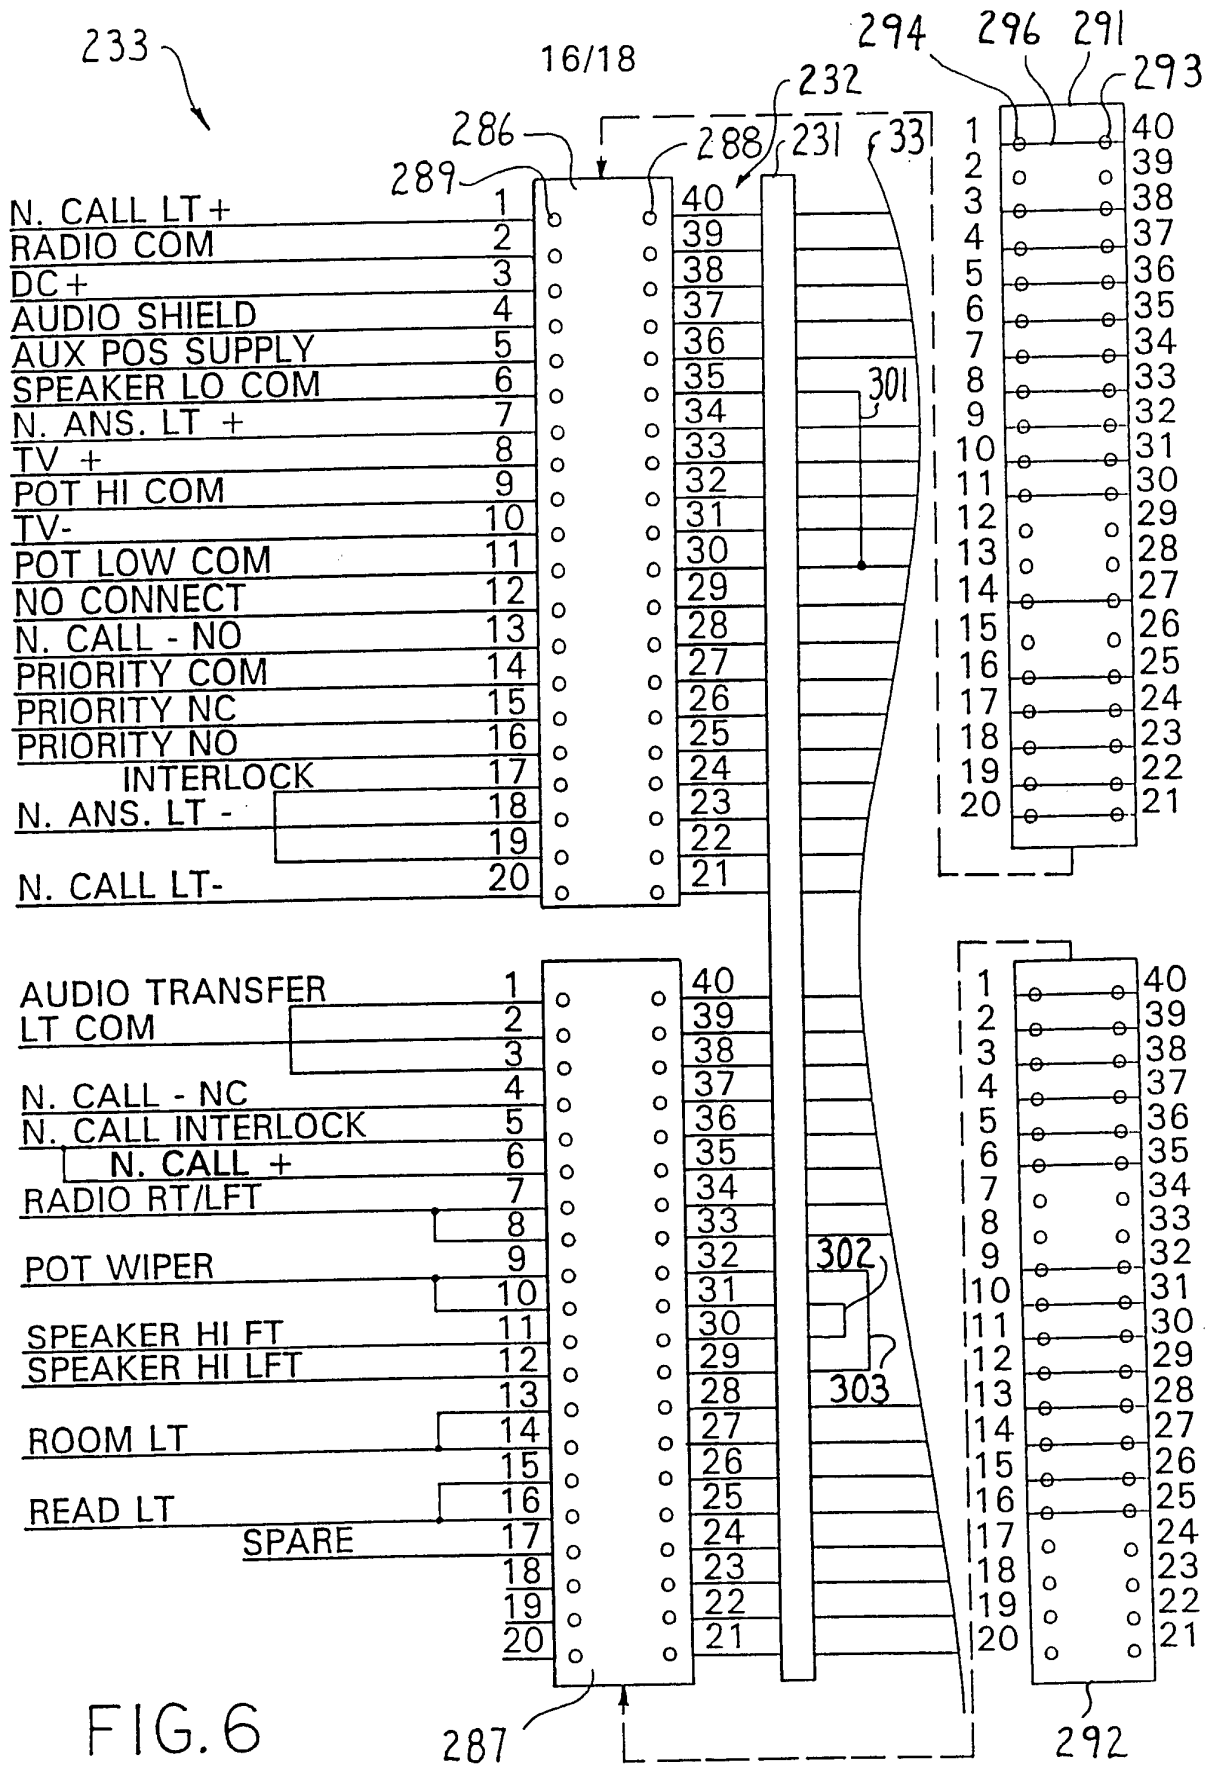 233
16/18
294 296 291
293
232
286
288
231
33
289
N. CALL LT + 1 40
RADIO COM 2 39
DC + 3 38
AUDIO SHIELD 4 37
AUX POS SUPPLY 5 36
SPEAKER LO COM 6 35
N. ANS. LT + 7 34
TV + 8 33
POT HI COM 9 32
TV- 10 31
POT LOW COM 11 30
NO CONNECT 12 29
N. CALL - NO 13 28
PRIORITY COM 14 27
PRIORITY NC 15 26
PRIORITY NO 16 25
INTERLOCK 17 24
N. ANS. LT - 18 23
19 22
N. CALL LT- 20 21
301
1 40
2 39
3 38
4 37
5 36
6 35
7 34
8 33
9 32
10 31
11 30
12 29
13 28
14 27
15 26
16 25
17 24
18 23
19 22
20 21
AUDIO TRANSFER 1 40
LT COM 2 39
3 38
N. CALL - NC 4 37
N. CALL INTERLOCK 5 36
N. CALL + 6 35
RADIO RT/LFT 7 34
8 33
POT WIPER 9 32
10 31
SPEAKER HI FT 11 30
SPEAKER HI LFT 12 29
13 28
ROOM LT 14 27
15 26
READ LT 16 25
SPARE 17 24
18 23
19 22
20 21
302
303
1 40
2 39
3 38
4 37
5 36
6 35
7 34
8 33
9 32
10 31
11 30
12 29
13 28
14 27
15 26
16 25
17 24
18 23
19 22
20 21
FIG. 6
287
292